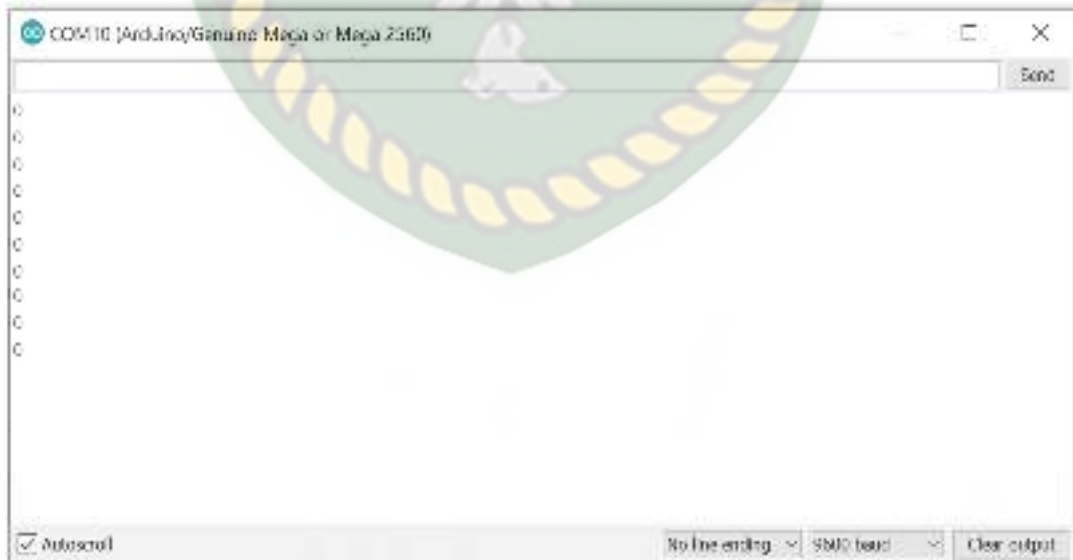 COM10 (Arduino/Genuino Mega or Mega 2560)
Send
0
0
0
0
0
0
0
0
0
0
Autoscroll
No line ending
9600 baud
Clear output